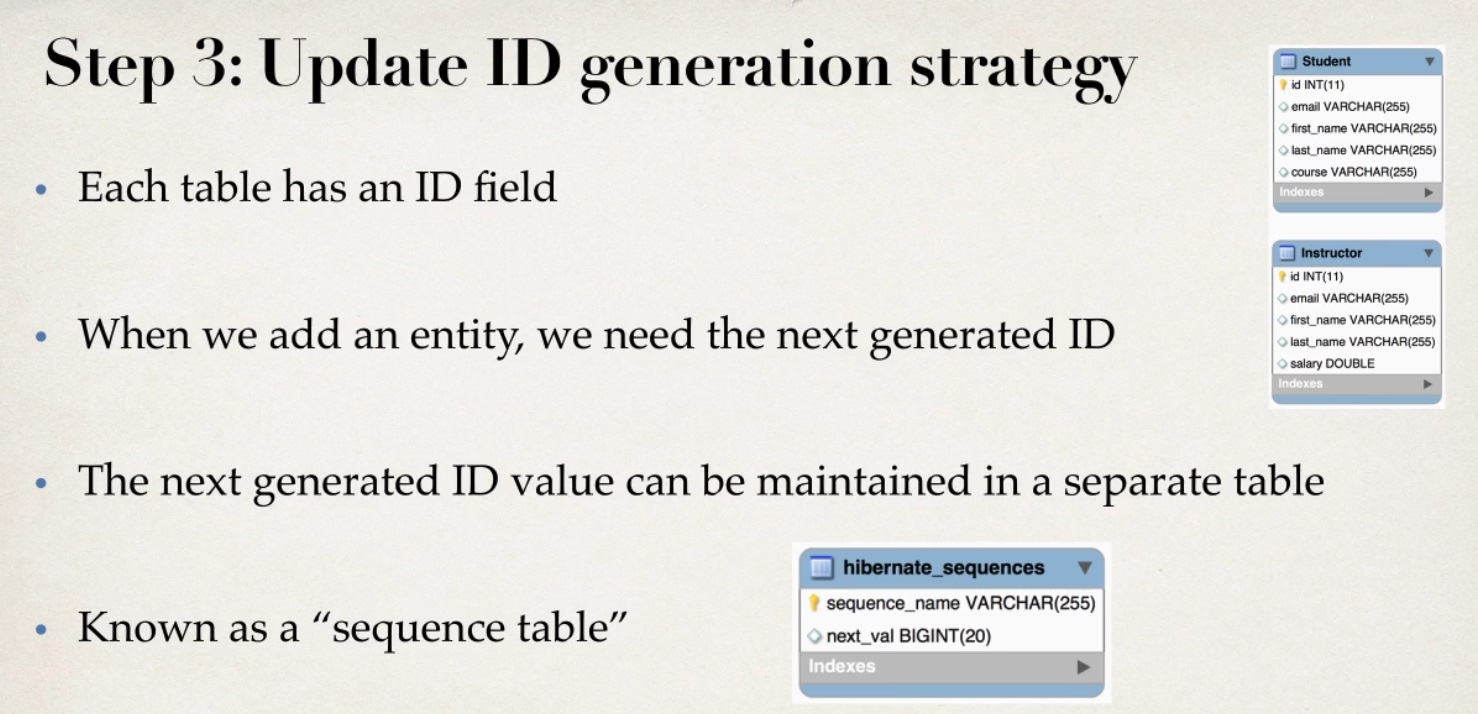 Step 3: Update ID generation strategy
• Each table has an ID field
• When we add an entity, we need the next generated ID
• The next generated ID value can be maintained in a separate table
• Known as a “sequence table”
Student
id INT(11)
email VARCHAR(255)
first_name VARCHAR(255)
last_name VARCHAR(255)
course VARCHAR(255)
Indexes
Instructor
id INT(11)
email VARCHAR(255)
first_name VARCHAR(255)
last_name VARCHAR(255)
salary DOUBLE
Indexes
hibernate_sequences
sequence_name VARCHAR(255)
next_val BIGINT(20)
Indexes